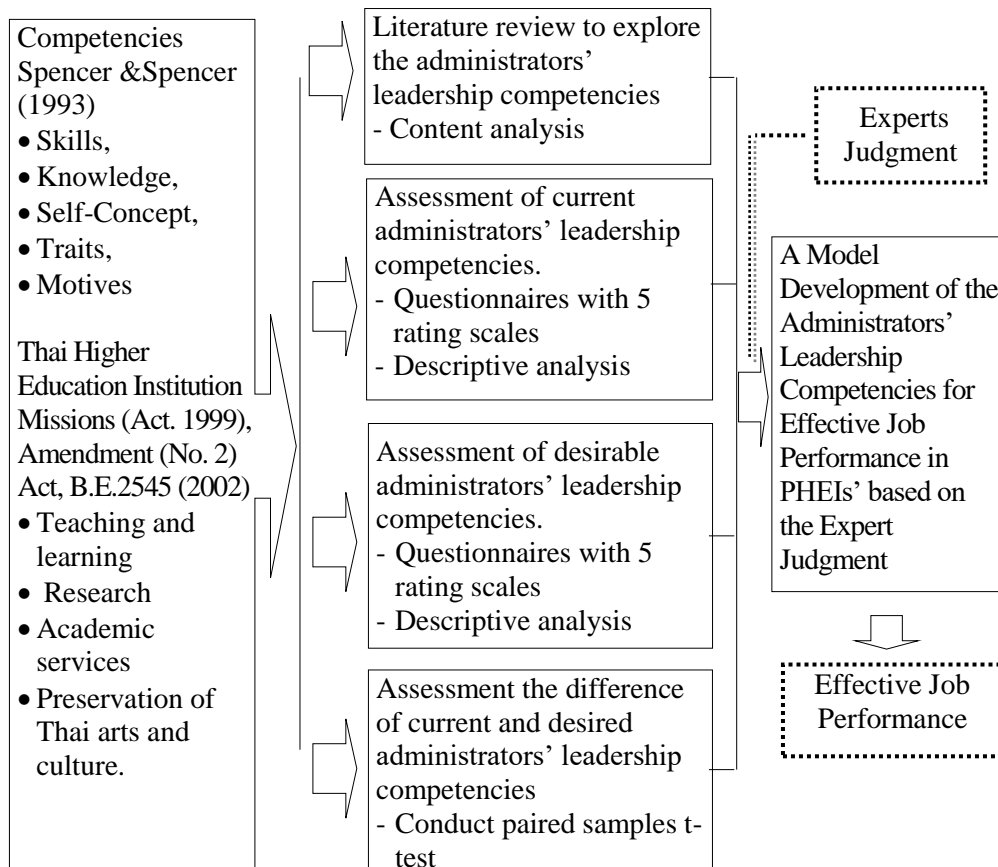 Competencies
Spencer &Spencer
(1993)
• Skills,
• Knowledge,
• Self-Concept,
• Traits,
• Motives
Thai Higher
Education Institution
Missions (Act. 1999),
Amendment (No. 2)
Act, B.E.2545 (2002)
• Teaching and
learning
• Research
• Academic
services
• Preservation of
Thai arts and
culture.
Literature review to explore
the administrators’
leadership competencies
- Content analysis
Assessment of current
administrators’ leadership
competencies.
- Questionnaires with 5
rating scales
- Descriptive analysis
Assessment of desirable
administrators’ leadership
competencies.
- Questionnaires with 5
rating scales
- Descriptive analysis
Assessment the difference
of current and desired
administrators’ leadership
competencies
- Conduct paired samples t-
test
Experts
Judgment
A Model
Development of the
Administrators’
Leadership
Competencies for
Effective Job
Performance in
PHEIs’ based on
the Expert
Judgment
Effective Job
Performance